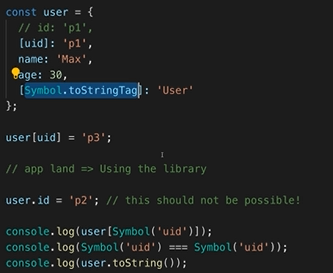 const user = {
// id: 'p1',
[uid]: 'p1',
name: 'Max',
age: 30,
[Symbol.toStringTag]: 'User'
};
user[uid] = 'p3';
// app land => Using the library
user.id = 'p2'; // this should not be possible!
console.log(user[Symbol('uid')]);
console.log(Symbol('uid') === Symbol('uid'));
console.log(user.toString());